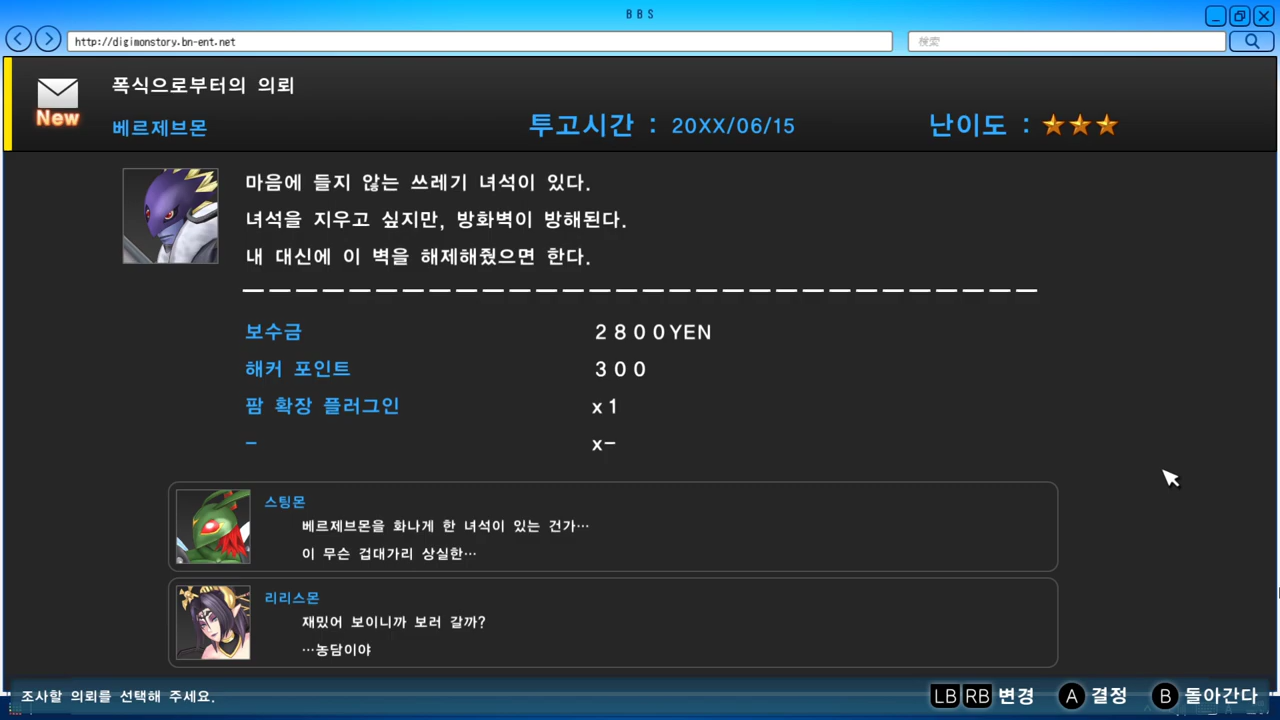 BBS
http://digimonstory.bn-ent.net
検索
폭식으로부터의 의뢰
New
베르제브몬
투고시간 : 20XX/06/15
난이도 : ★★★
마음에 들지 않는 쓰레기 녀석이 있다.
녀석을 지우고 싶지만, 방화벽이 방해된다.
내 대신에 이 벽을 해제해줬으면 한다.
보수금 2800YEN
해커 포인트 300
팜 확장 플러그인 x1
- x-
스팅몬
베르제브몬을 화나게 한 녀석이 있는 건가…
이 무슨 겁대가리 상실한…
리리스몬
재밌어 보이니까 보러 갈까?
…농담이야
조사할 의뢰를 선택해 주세요.
LB RB 변경 A 결정 B 돌아간다